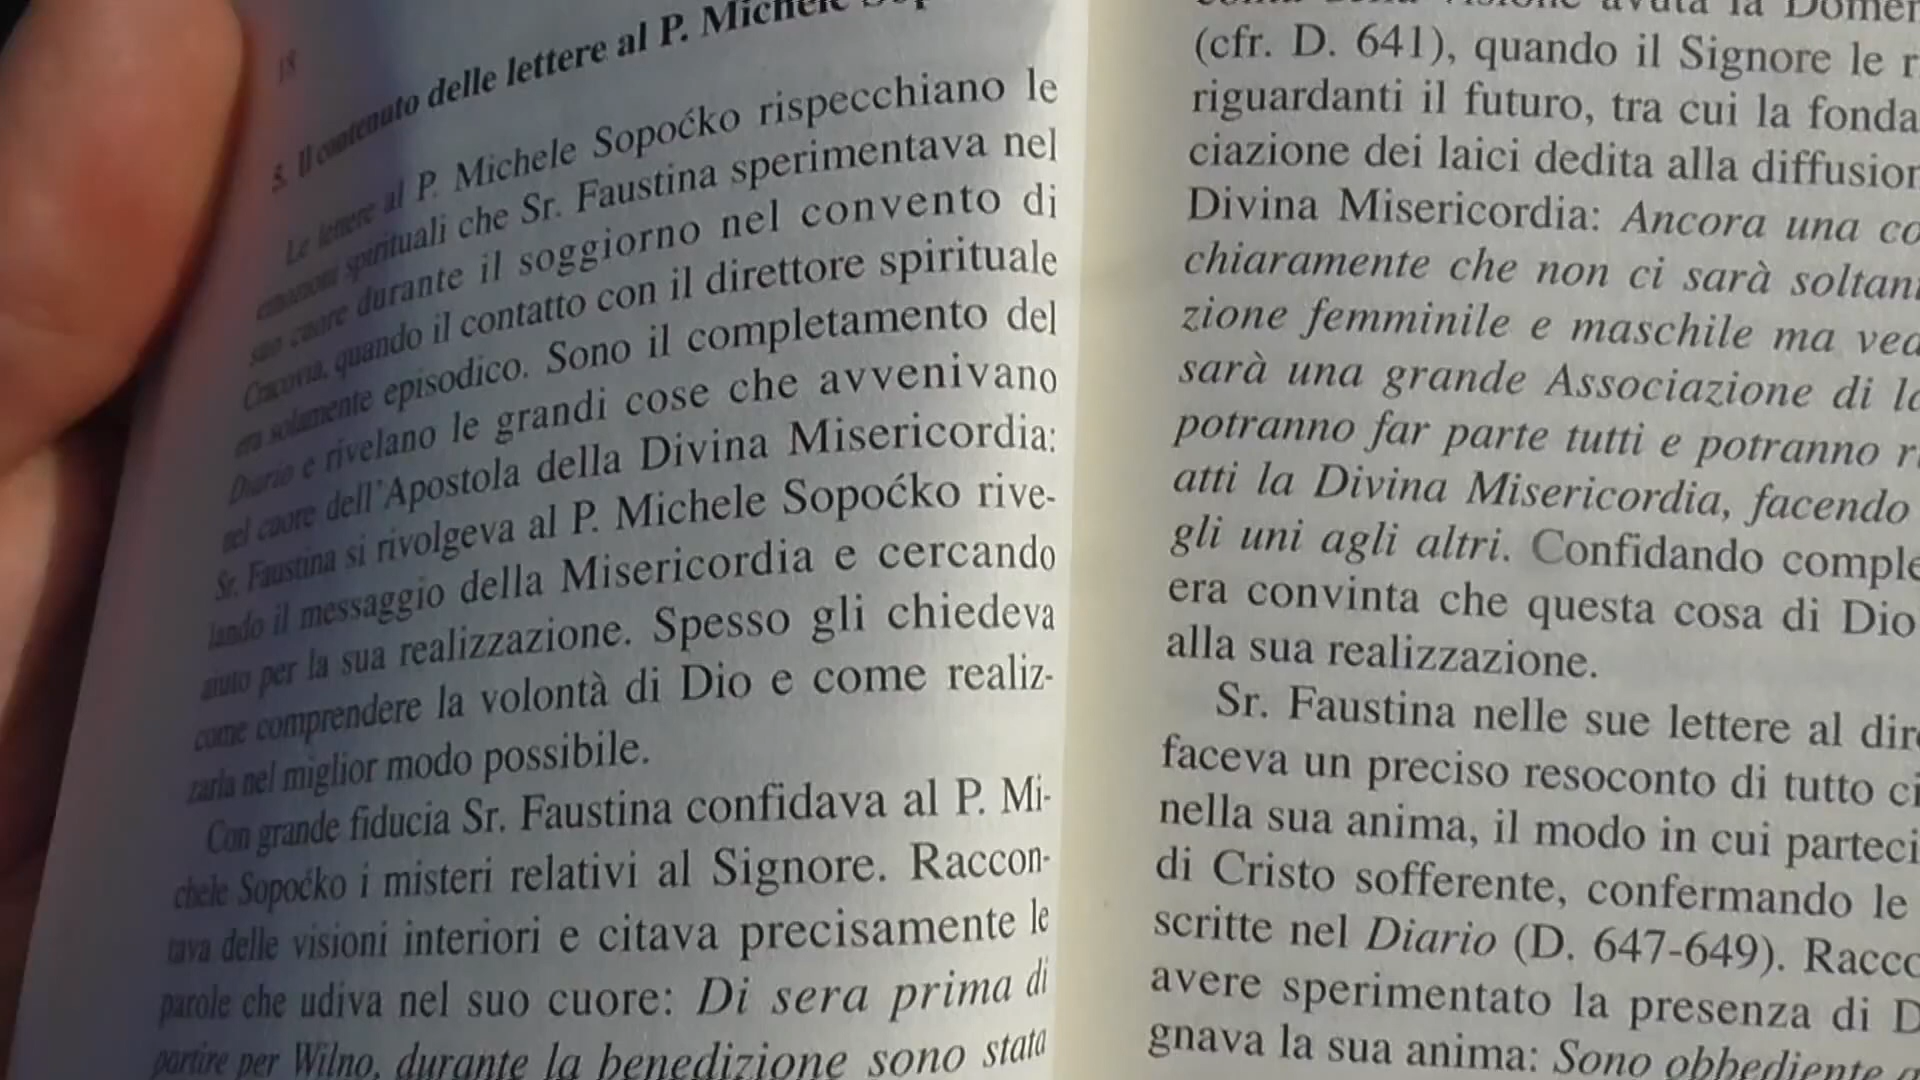 18
5. Il contenuto delle lettere al P. Michele
Le lettere al P. Michele Sopoćko rispecchiano le
emozioni spirituali che Sr. Faustina sperimentava nel
suo cuore durante il soggiorno nel convento di
Cracovia, quando il contatto con il direttore spirituale
era solamente episodico. Sono il completamento del
Diario e rivelano le grandi cose che avvenivano
nel cuore dell'Apostola della Divina Misericordia:
Sr. Faustina si rivolgeva al P. Michele Sopoćko rive-
lando il messaggio della Misericordia e cercando
aiuto per la sua realizzazione. Spesso gli chiedeva
come comprendere la volontà di Dio e come realiz-
zarla nel miglior modo possibile.
Con grande fiducia Sr. Faustina confidava al P. Mi-
chele Sopoćko i misteri relativi al Signore. Raccon-
tava delle visioni interiori e citava precisamente le
parole che udiva nel suo cuore: Di sera prima di
partire per Wilno, durante la benedizione sono stata
avuta la
(cfr. D. 641), quando il Signore le r
riguardanti il futuro, tra cui la fonda
ciazione dei laici dedita alla diffusion
Divina Misericordia: Ancora una co
chiaramente che non ci sarà soltan
zione femminile e maschile ma ved
sarà una grande Associazione di la
potranno far parte tutti e potranno r
atti la Divina Misericordia, facendo
gli uni agli altri. Confidando comple
era convinta che questa cosa di Dio
alla sua realizzazione.
Sr. Faustina nelle sue lettere al dire
faceva un preciso resoconto di tutto ci
nella sua anima, il modo in cui parteci
di Cristo sofferente, confermando le
scritte nel Diario (D. 647-649). Racco
avere sperimentato la presenza di D
gnava la sua anima: Sono obbediente a